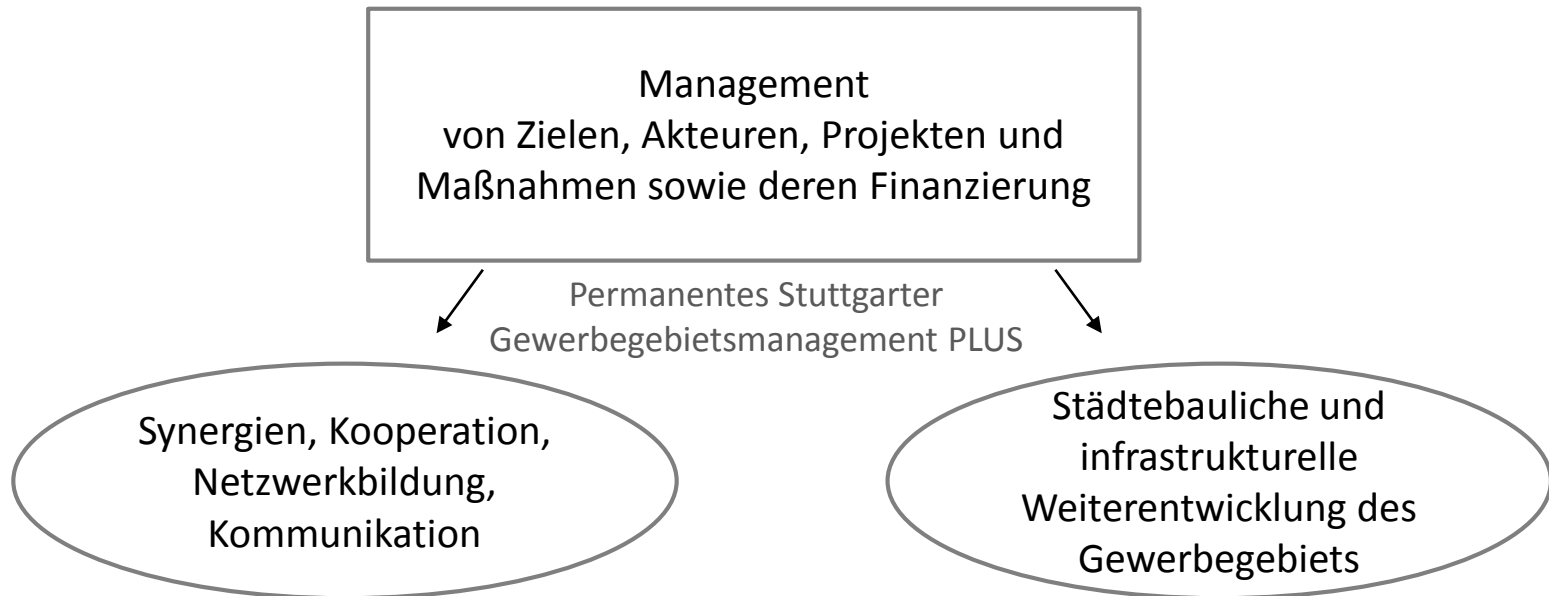 Management
von Zielen, Akteuren, Projekten und
Maßnahmen sowie deren Finanzierung
Permanentes Stuttgarter
Gewerbegebietsmanagement PLUS
Synergien, Kooperation,
Netzwerkbildung,
Kommunikation
Städtebauliche und
infrastrukturelle
Weiterentwicklung des
Gewerbegebiets